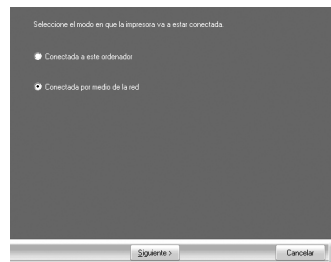 Seleccione el modo en que la impresora va a estar conectada.
Conectada a este ordenador
Conectada por medio de la red
Siguiente >
Cancelar